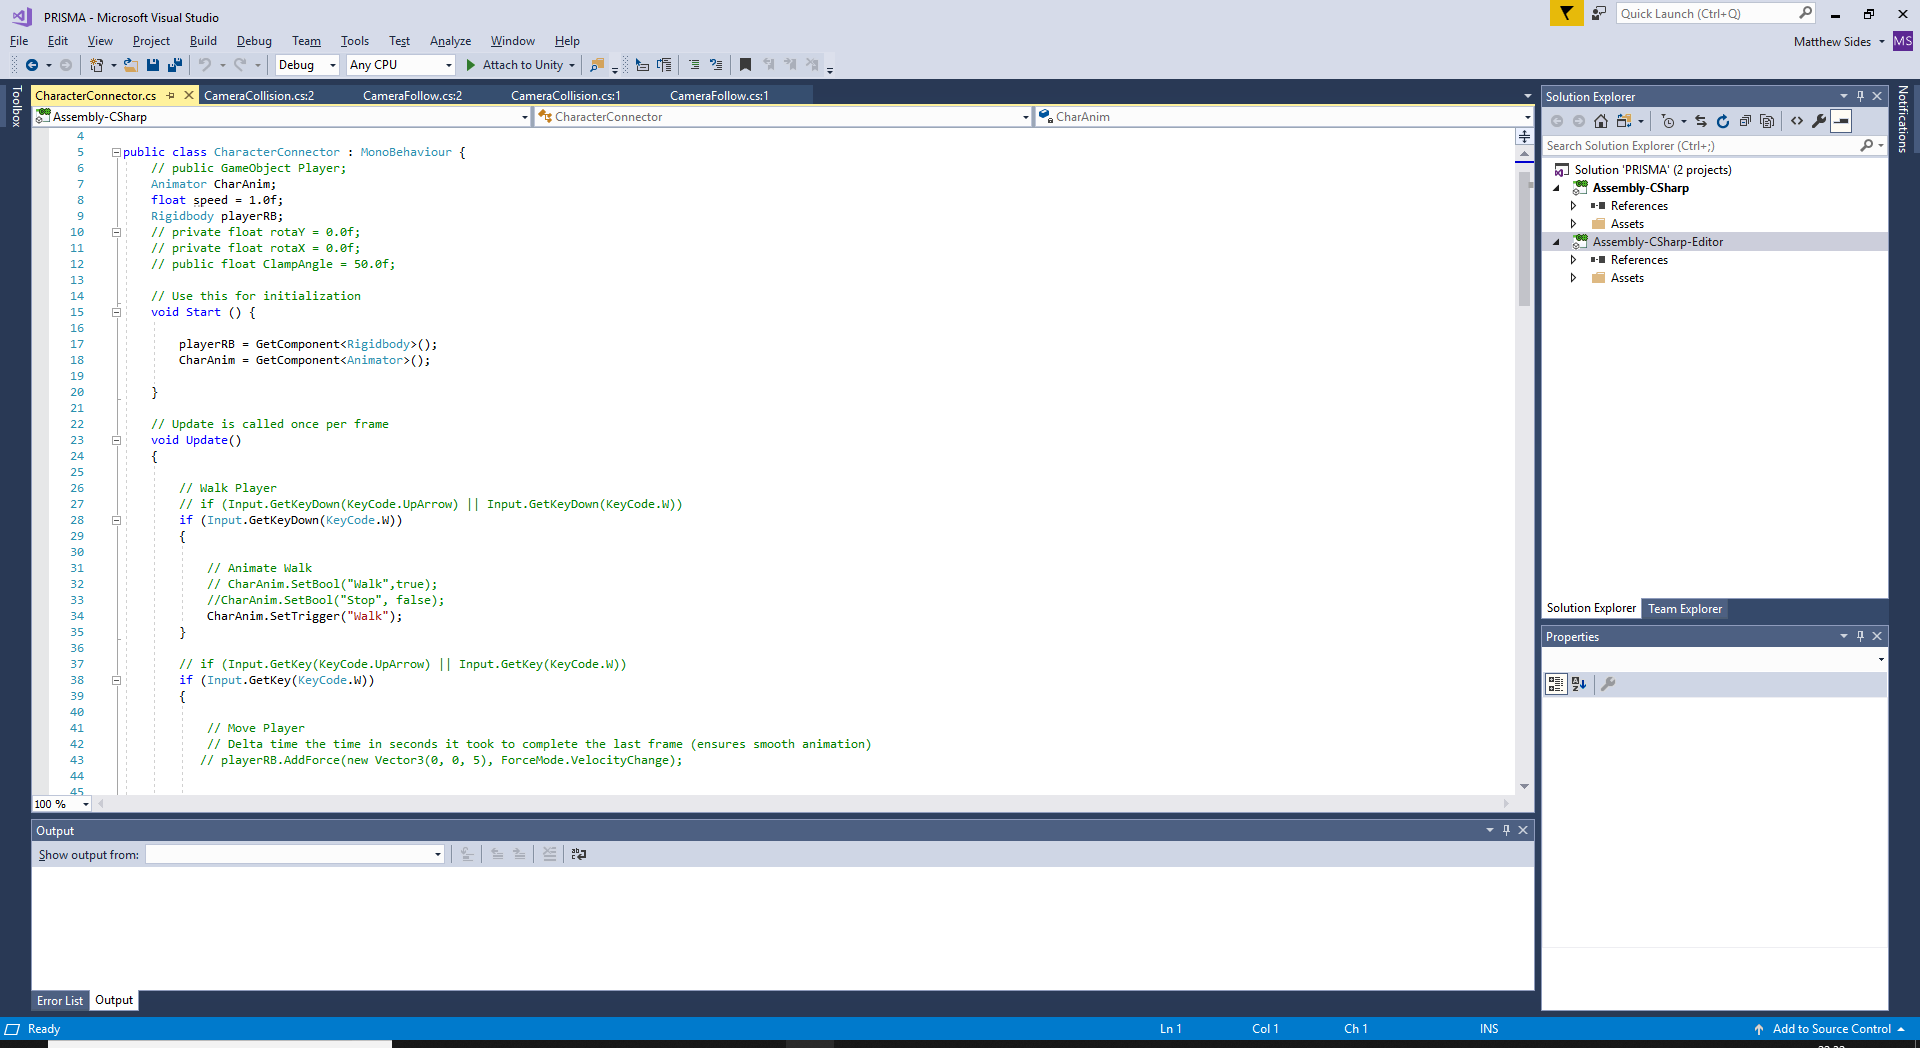 PRISMA - Microsoft Visual Studio
Quick Launch (Ctrl+Q)
File Edit View Project Build Debug Team Tools Test Analyze Window Help
Matthew Sides MS
Debug Any CPU Attach to Unity
Toolbox
CharacterConnector.cs CameraCollision.cs:2 CameraFollow.cs:2 CameraCollision.cs:1 CameraFollow.cs:1
Assembly-CSharp CharacterConnector CharAnim
4
5 public class CharacterConnector : MonoBehaviour {
6 // public GameObject Player;
7 Animator CharAnim;
8 float speed = 1.0f;
9 Rigidbody playerRB;
10 // private float rotaY = 0.0f;
11 // private float rotaX = 0.0f;
12 // public float ClampAngle = 50.0f;
13
14 // Use this for initialization
15 void Start () {
16
17 playerRB = GetComponent<Rigidbody>();
18 CharAnim = GetComponent<Animator>();
19
20 }
21
22 // Update is called once per frame
23 void Update()
24 {
25
26 // Walk Player
27 // if (Input.GetKeyDown(KeyCode.UpArrow) || Input.GetKeyDown(KeyCode.W))
28 if (Input.GetKeyDown(KeyCode.W))
29 {
30
31 // Animate Walk
32 // CharAnim.SetBool("Walk",true);
33 //CharAnim.SetBool("Stop", false);
34 CharAnim.SetTrigger("Walk");
35 }
36
37 // if (Input.GetKey(KeyCode.UpArrow) || Input.GetKey(KeyCode.W))
38 if (Input.GetKey(KeyCode.W))
39 {
40
41 // Move Player
42 // Delta time the time in seconds it took to complete the last frame (ensures smooth animation)
43 // playerRB.AddForce(new Vector3(0, 0, 5), ForceMode.VelocityChange);
44
45
100 %
Output
Show output from:
Error List Output
Solution Explorer
Search Solution Explorer (Ctrl+;)
Solution 'PRISMA' (2 projects)
Assembly-CSharp
References
Assets
Assembly-CSharp-Editor
References
Assets
Solution Explorer Team Explorer
Properties
Notifications
Ready Ln 1 Col 1 Ch 1 INS Add to Source Control